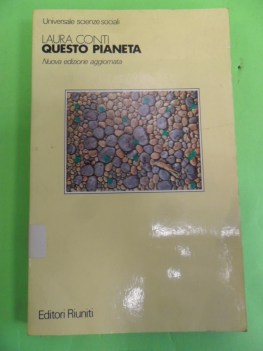 Universale scienze sociali
LAURA CONTI
QUESTO PIANETA
Nuova edizione aggiornata
Editori Riuniti